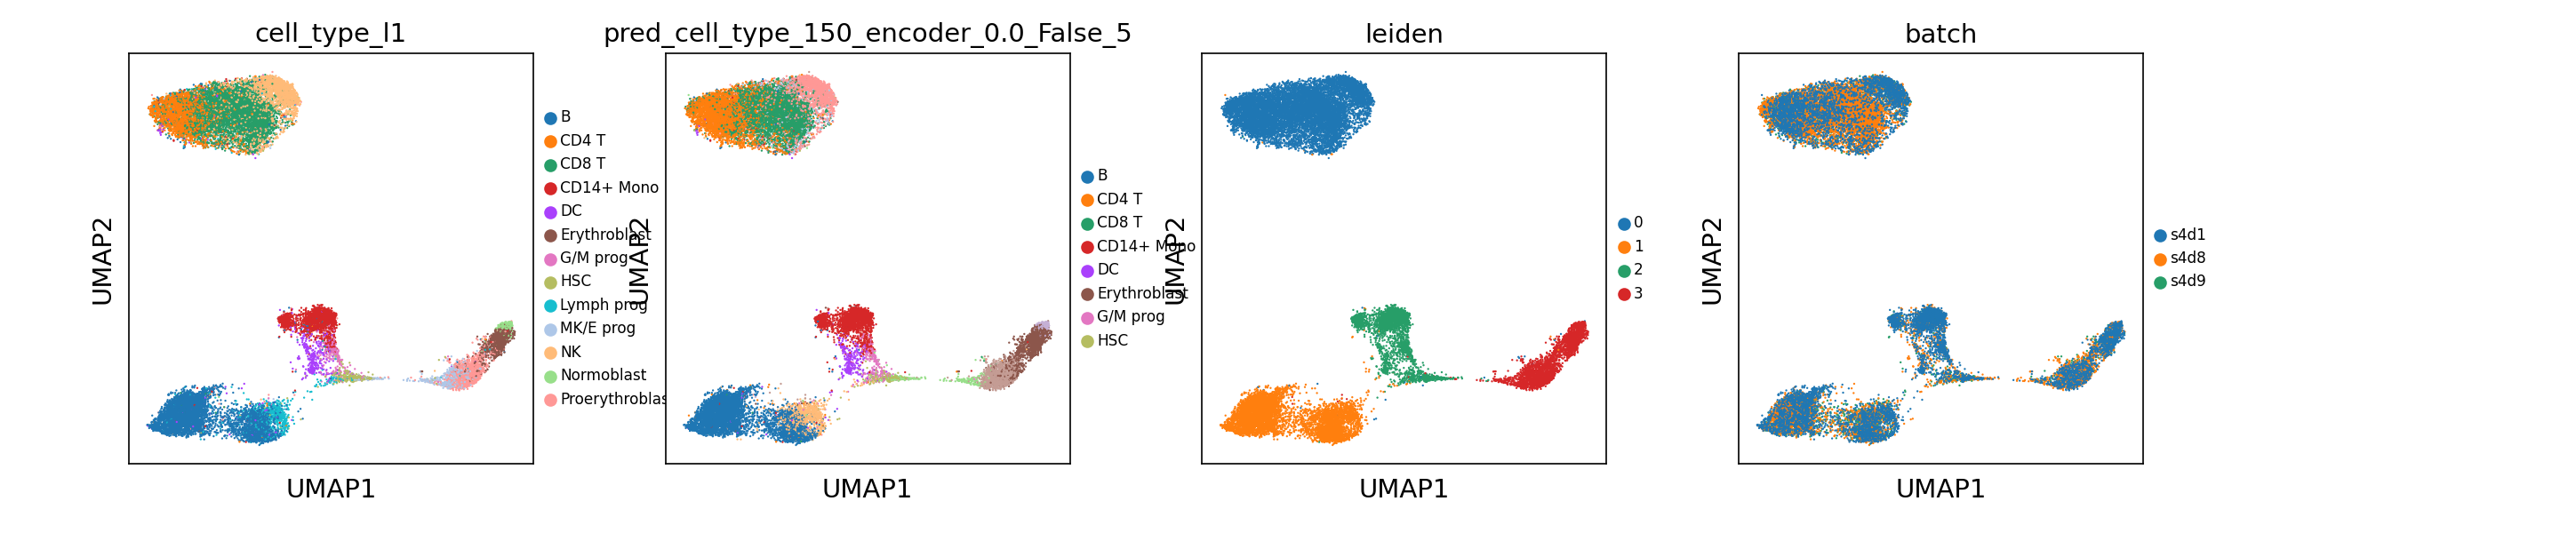 cell_type_l1
UMAP2
UMAP1
B
CD4 T
CD8 T
CD14+ Mono
DC
Erythroblast
G/M prog
HSC
Lymph prog
MK/E prog
NK
Normoblast
Proerythroblas
pred_cell_type_150_encoder_0.0_False_5
UMAP2
UMAP1
B
CD4 T
CD8 T
CD14+ Mono
DC
Erythroblast
G/M prog
HSC
leiden
UMAP2
UMAP1
0
1
2
3
batch
UMAP2
UMAP1
s4d1
s4d8
s4d9